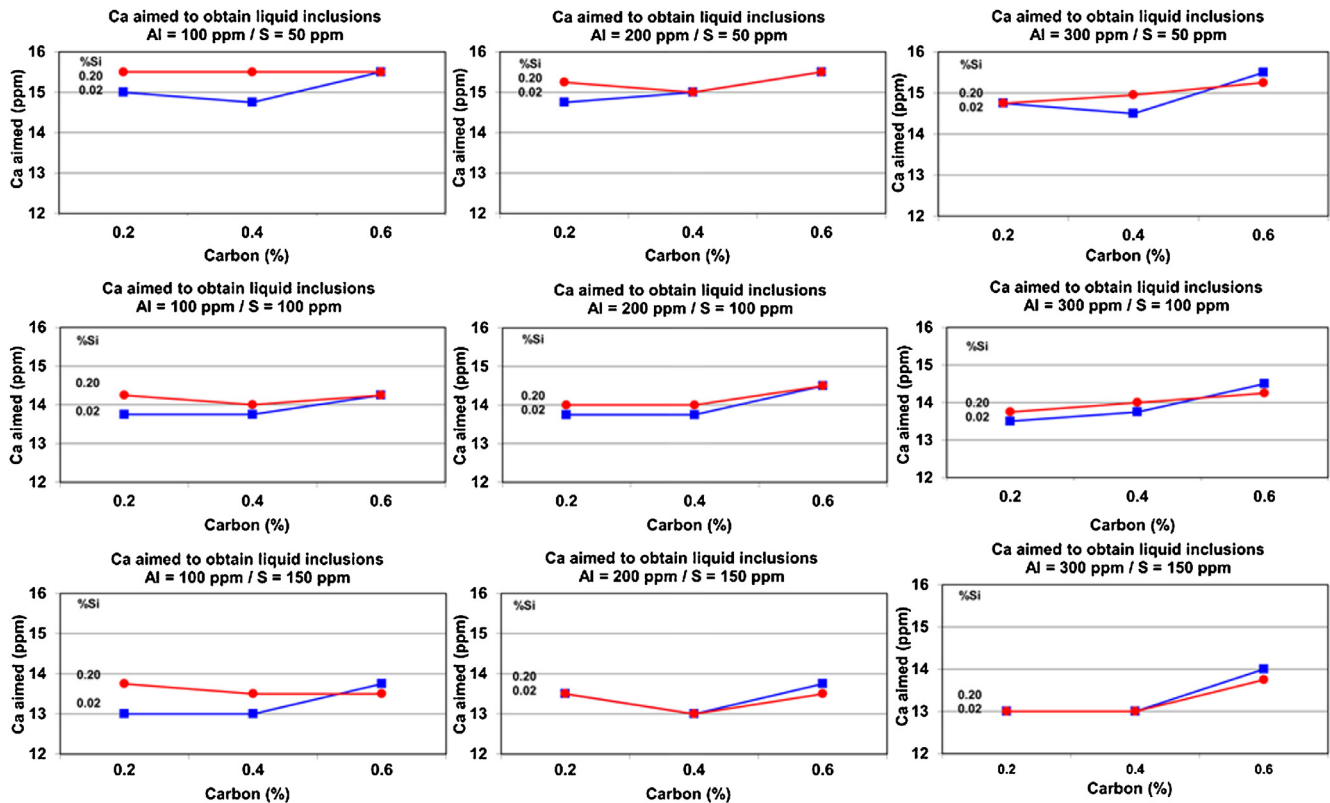 Ca aimed to obtain liquid inclusions
Al = 100 ppm / S = 50 ppm
16
15
14
13
12
Ca aimed (ppm)
%Si
0.20
0.02
0.2
0.4
0.6
Carbon (%)
Ca aimed to obtain liquid inclusions
Al = 200 ppm / S = 50 ppm
16
15
14
13
12
Ca aimed (ppm)
%Si
0.20
0.02
0.2
0.4
0.6
Carbon (%)
Ca aimed to obtain liquid inclusions
Al = 300 ppm / S = 50 ppm
16
15
14
13
12
Ca aimed (ppm)
%Si
0.20
0.02
0.2
0.4
0.6
Carbon (%)
Ca aimed to obtain liquid inclusions
Al = 100 ppm / S = 100 ppm
16
15
14
13
12
Ca aimed (ppm)
%Si
0.20
0.02
0.2
0.4
0.6
Carbon (%)
Ca aimed to obtain liquid inclusions
Al = 200 ppm / S = 100 ppm
16
15
14
13
12
Ca aimed (ppm)
%Si
0.20
0.02
0.2
0.4
0.6
Carbon (%)
Ca aimed to obtain liquid inclusions
Al = 300 ppm / S = 100 ppm
16
15
14
13
12
Ca aimed (ppm)
%Si
0.20
0.02
0.2
0.4
0.6
Carbon (%)
Ca aimed to obtain liquid inclusions
Al = 100 ppm / S = 150 ppm
16
15
14
13
12
Ca aimed (ppm)
%Si
0.20
0.02
0.2
0.4
0.6
Carbon (%)
Ca aimed to obtain liquid inclusions
Al = 200 ppm / S = 150 ppm
16
15
14
13
12
Ca aimed (ppm)
%Si
0.20
0.02
0.2
0.4
0.6
Carbon (%)
Ca aimed to obtain liquid inclusions
Al = 300 ppm / S = 150 ppm
16
15
14
13
12
Ca aimed (ppm)
%Si
0.20
0.02
0.2
0.4
0.6
Carbon (%)